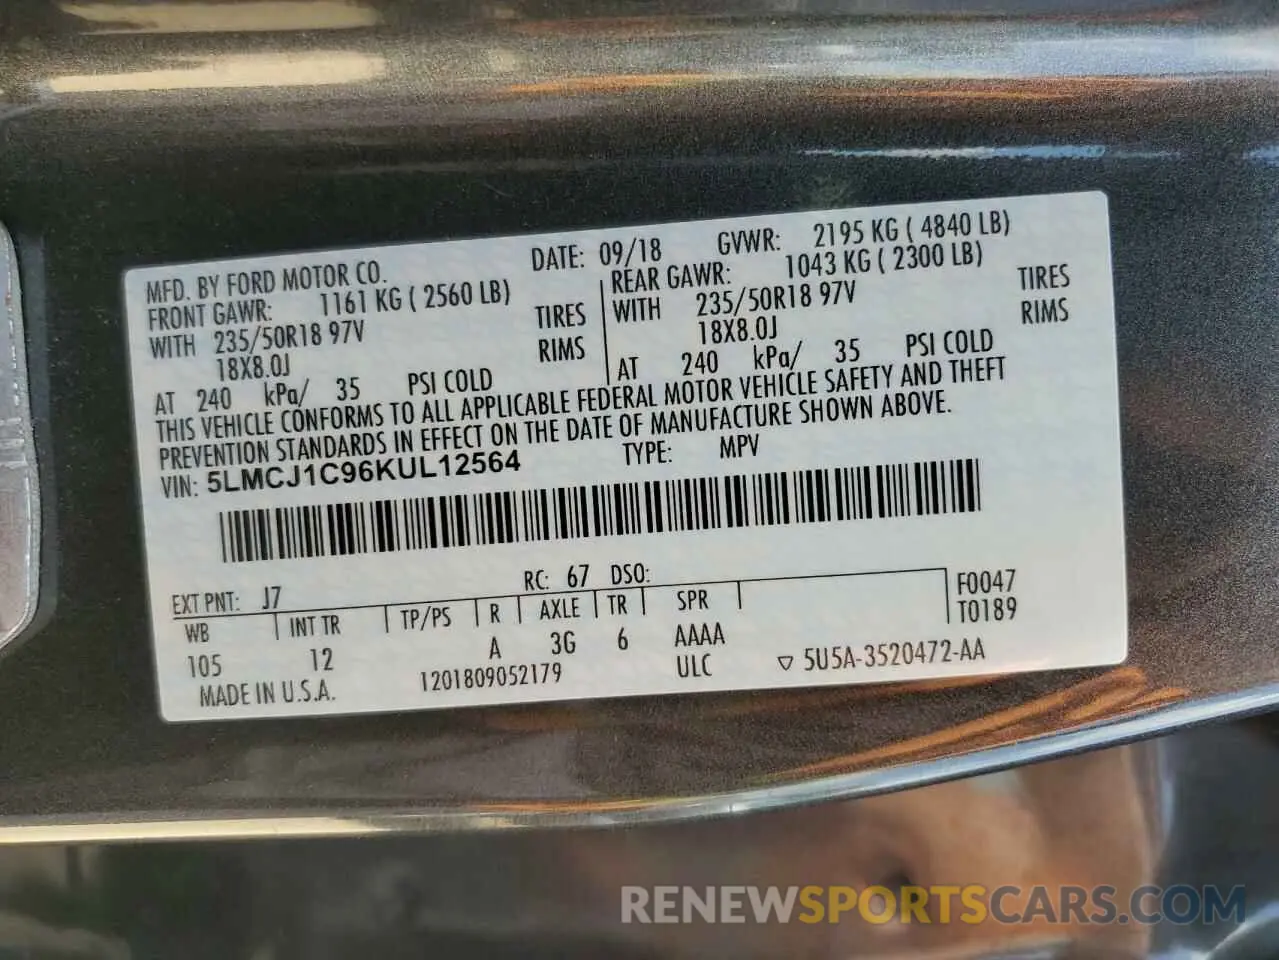 MFD. BY FORD MOTOR CO. DATE: 09/18 GVWR: 2195 KG ( 4840 LB)
FRONT GAWR: 1161 KG ( 2560 LB) REAR GAWR: 1043 KG ( 2300 LB)
WITH 235/50R18 97V TIRES WITH 235/50R18 97V TIRES
18X8.0J RIMS 18X8.0J RIMS
AT 240 kPa/ 35 PSI COLD AT 240 kPa/ 35 PSI COLD
THIS VEHICLE CONFORMS TO ALL APPLICABLE FEDERAL MOTOR VEHICLE SAFETY AND THEFT
PREVENTION STANDARDS IN EFFECT ON THE DATE OF MANUFACTURE SHOWN ABOVE.
VIN: 5LMCJ1C96KUL12564 TYPE: MPV
EXT PNT: J7 RC: 67 DSO: F0047
WB INT TR TP/PS R AXLE TR SPR T0189
105 12 A 3G 6 AAAA
MADE IN U.S.A. 1201809052179 ULC ▽ 5U5A-3520472-AA
RENEWSPORTSCARS.COM